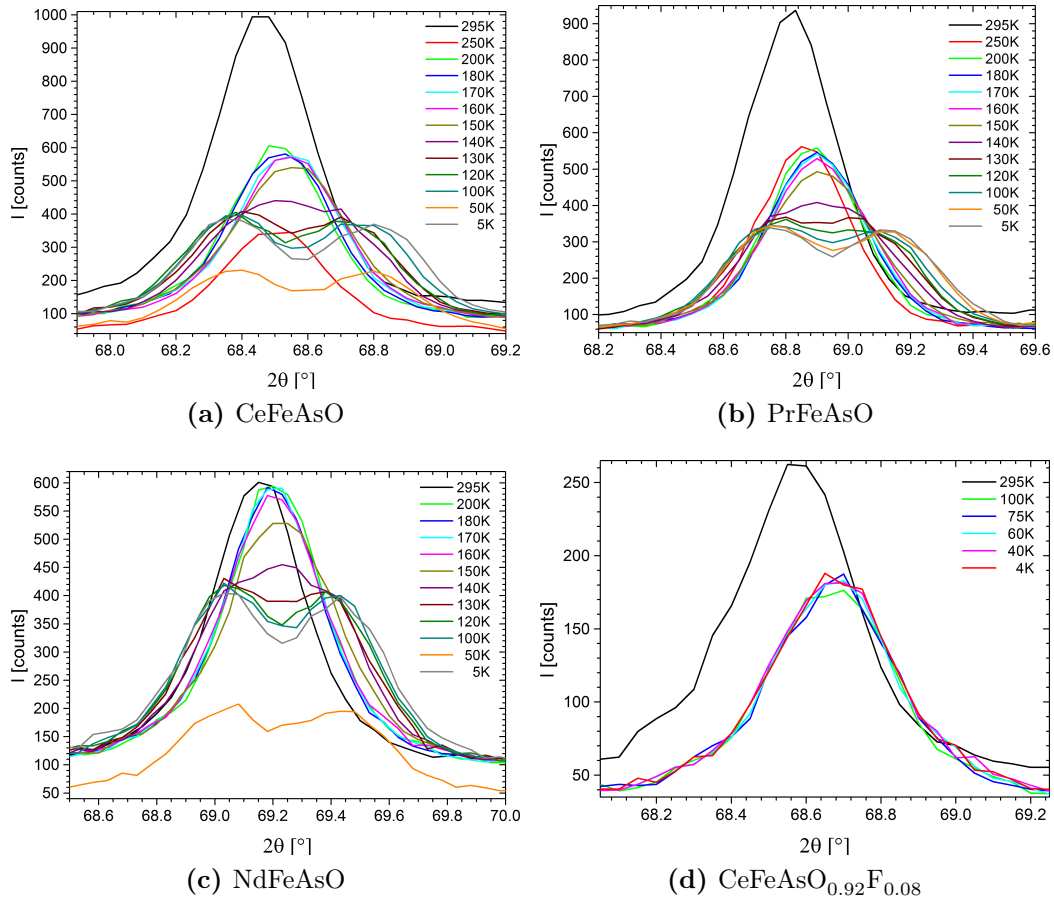 1000
900
800
700
600
500
400
300
200
100
I [counts]
68.0 68.2 68.4 68.6 68.8 69.0 69.2
2θ [°]
295K
250K
200K
180K
170K
160K
150K
140K
130K
120K
100K
50K
5K
(a) CeFeAsO
900
800
700
600
500
400
300
200
100
I [counts]
68.2 68.4 68.6 68.8 69.0 69.2 69.4 69.6
2θ [°]
295K
250K
200K
180K
170K
160K
150K
140K
130K
120K
100K
50K
5K
(b) PrFeAsO
600
550
500
450
400
350
300
250
200
150
100
50
I [counts]
68.6 68.8 69.0 69.2 69.4 69.6 69.8 70.0
2θ [°]
295K
200K
180K
170K
160K
150K
140K
130K
120K
100K
50K
5K
(c) NdFeAsO
250
200
150
100
50
I [counts]
68.2 68.4 68.6 68.8 69.0 69.2
2θ [°]
295K
100K
75K
60K
40K
4K
(d) CeFeAsO₀.₉₂F₀.₀₈